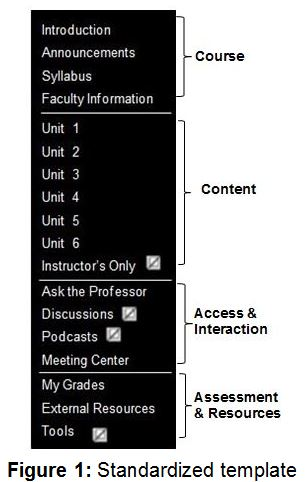 Introduction
Announcements
Syllabus
Faculty Information
Course
Unit 1
Unit 2
Unit 3
Unit 4
Unit 5
Unit 6
Instructor's Only
Content
Ask the Professor
Discussions
Podcasts
Meeting Center
Access &
Interaction
My Grades
External Resources
Tools
Assessment
& Resources
Figure 1: Standardized template